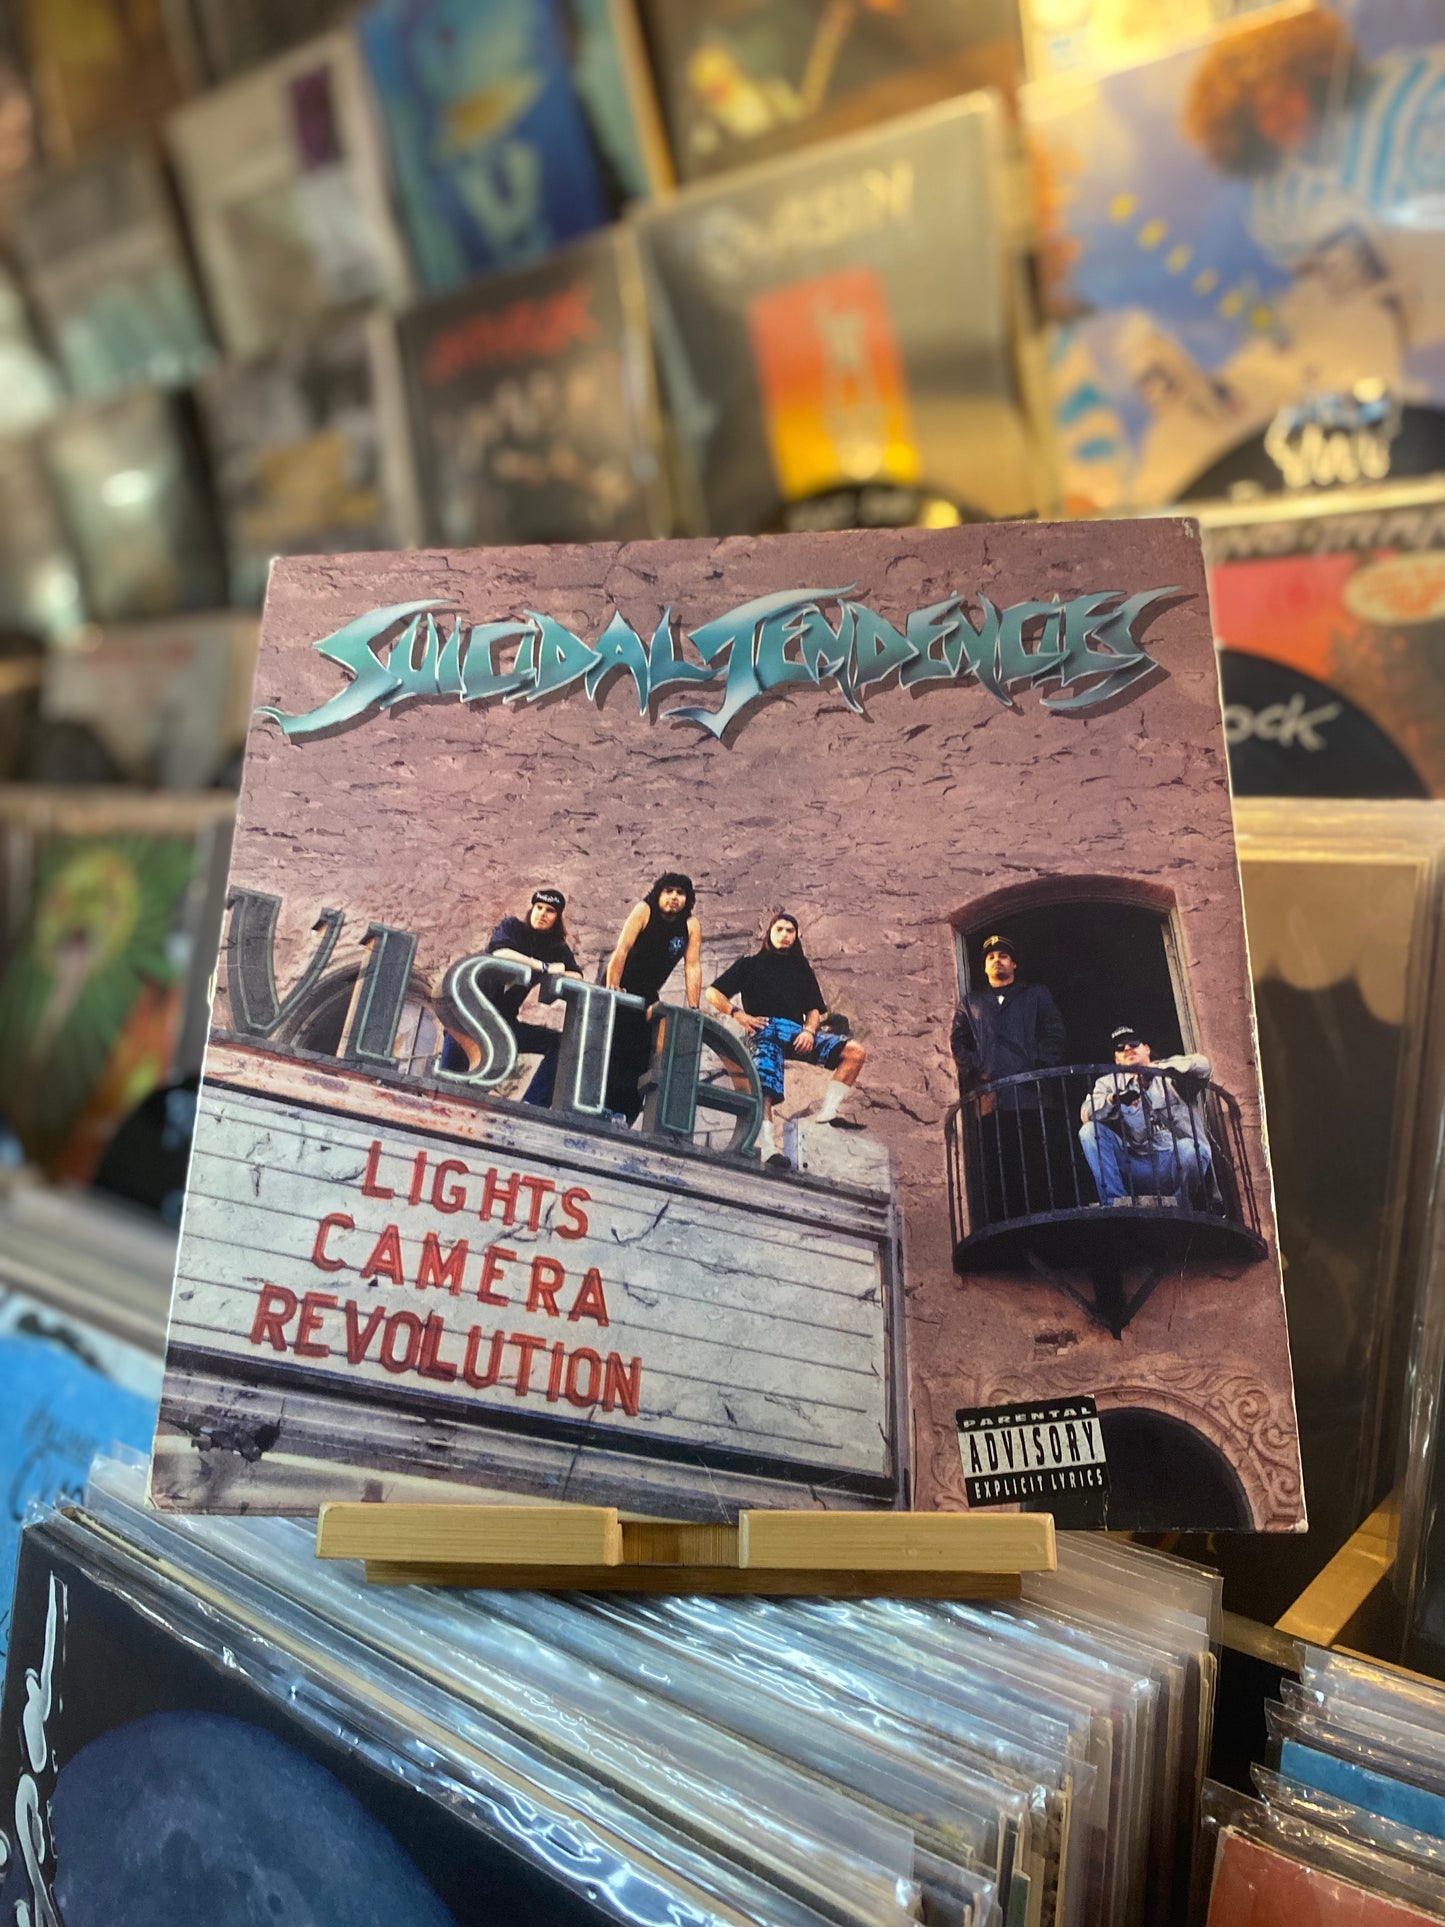 SUICIDAL TENDENCIES
VISTA
LIGHTS
CAMERA
REVOLUTION
PARENTAL
ADVISORY
EXPLICIT LYRICS